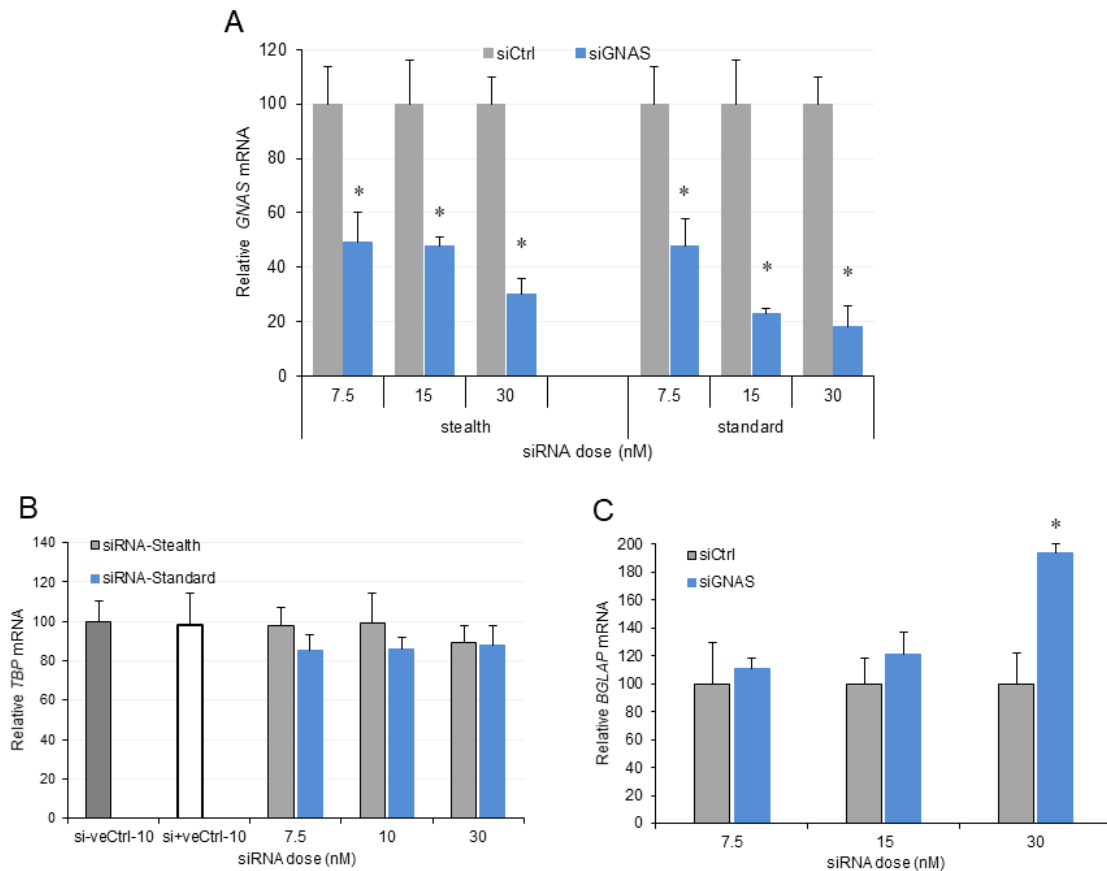 A
siCtrl siGNAS
120
100
80
60
40
20
0
Relative GNAS mRNA
* * * * * *
7.5 15 30 7.5 15 30
stealth standard
siRNA dose (nM)
B
siRNA-Stealth
siRNA-Standard
140
120
100
80
60
40
20
0
Relative TBP mRNA
si-veCtrl-10 si+veCtrl-10 7.5 10 30
siRNA dose (nM)
C
siCtrl
siGNAS
*
200
180
160
140
120
100
80
60
40
20
0
Relative BGLAP mRNA
7.5 15 30
siRNA dose (nM)